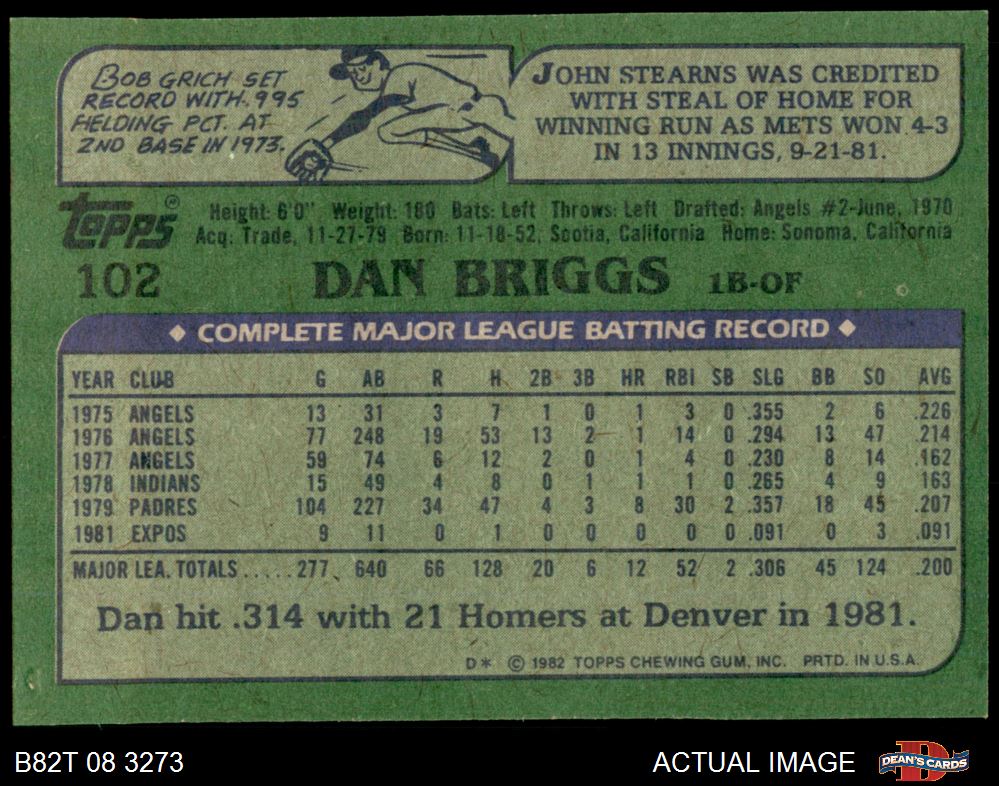 BOB GRICH SET
RECORD WITH .995
FIELDING PCT. AT
2ND BASE IN 1973.
JOHN STEARNS WAS CREDITED
WITH STEAL OF HOME FOR
WINNING RUN AS METS WON 4-3
IN 13 INNINGS, 9-21-81.
TOPPS®
Height: 6'0" Weight: 180 Bats: Left Throws: Left Drafted: Angels #2-June, 1970
Acq: Trade, 11-27-79 Born: 11-18-52, Scotia, California Home: Sonoma, California
102 DAN BRIGGS 1B-OF
◆ COMPLETE MAJOR LEAGUE BATTING RECORD ◆
YEAR CLUB G AB R H 2B 3B HR RBI SB SLG BB SO AVG
1975 ANGELS 13 31 3 7 1 0 1 3 0 .355 2 6 .226
1976 ANGELS 77 248 19 53 13 2 1 14 0 .294 13 47 .214
1977 ANGELS 59 74 6 12 2 0 1 4 0 .230 8 14 .162
1978 INDIANS 15 49 4 8 0 1 1 1 0 .265 4 9 .163
1979 PADRES 104 227 34 47 4 3 8 30 2 .357 18 45 .207
1981 EXPOS 9 11 0 1 0 0 0 0 0 .091 0 3 .091
MAJOR LEA. TOTALS.....277 640 66 128 20 6 12 52 2 .306 45 124 .200
Dan hit .314 with 21 Homers at Denver in 1981.
D* © 1982 TOPPS CHEWING GUM, INC. PRTD. IN U.S.A.
B82T 08 3273
ACTUAL IMAGE
D
DEAN'S CARDS